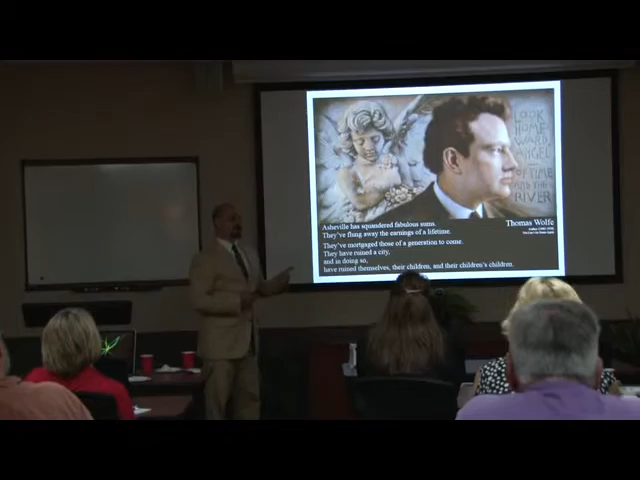 LOOK
HOME
WARD,
ANGEL
OF TIME
AND THE
RIVER
Asheville has squandered fabulous sums.
They've flung away the earnings of a lifetime.
They've mortgaged those of a generation to come.
They have ruined a city,
and in doing so,
have ruined themselves, their children, and their children's children.
Thomas Wolfe